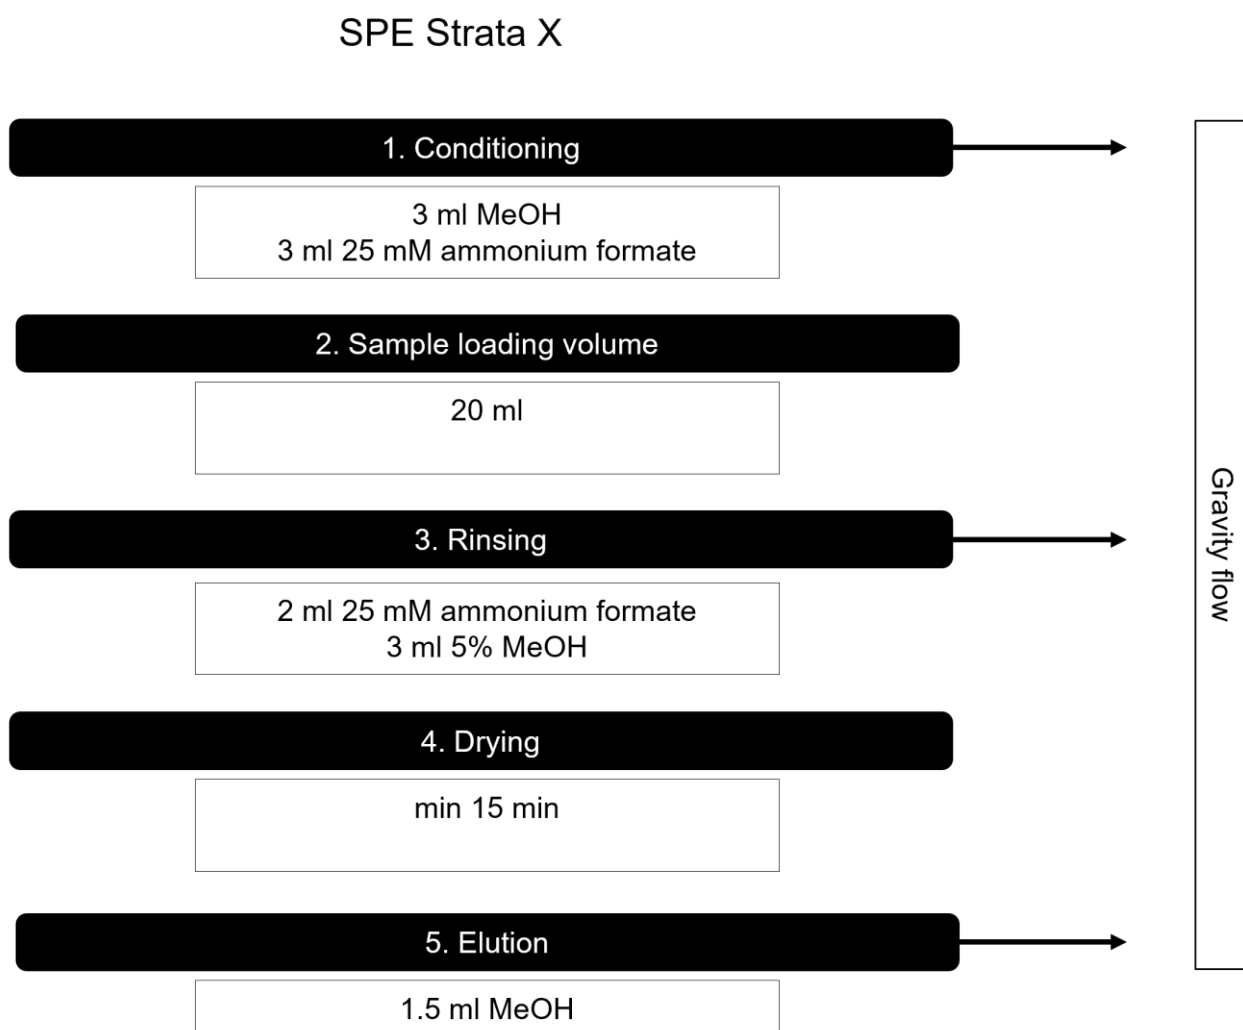 SPE Strata X
1. Conditioning
3 ml MeOH
3 ml 25 mM ammonium formate
2. Sample loading volume
20 ml
3. Rinsing
2 ml 25 mM ammonium formate
3 ml 5% MeOH
4. Drying
min 15 min
5. Elution
1.5 ml MeOH
Gravity flow